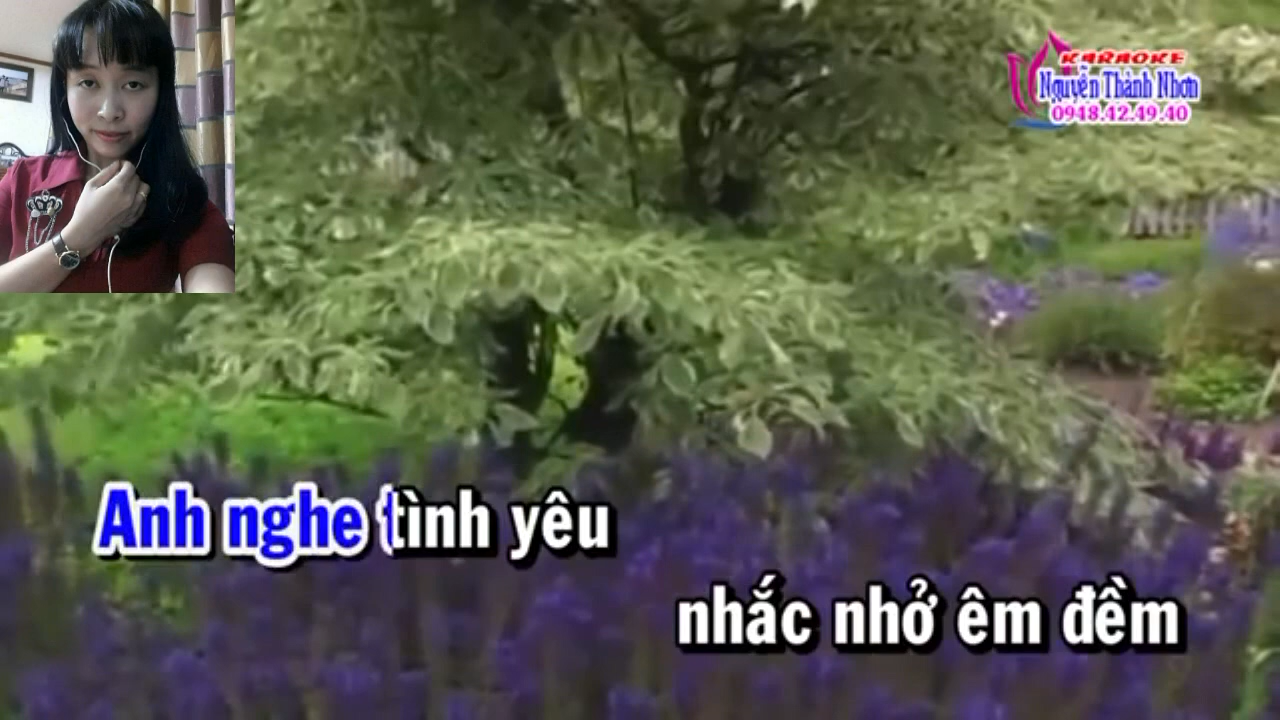 KARAOKE
Nguyễn Thành Nhơn
0948.42.49.40
Anh nghe tình yêu
nhắc nhở êm đềm